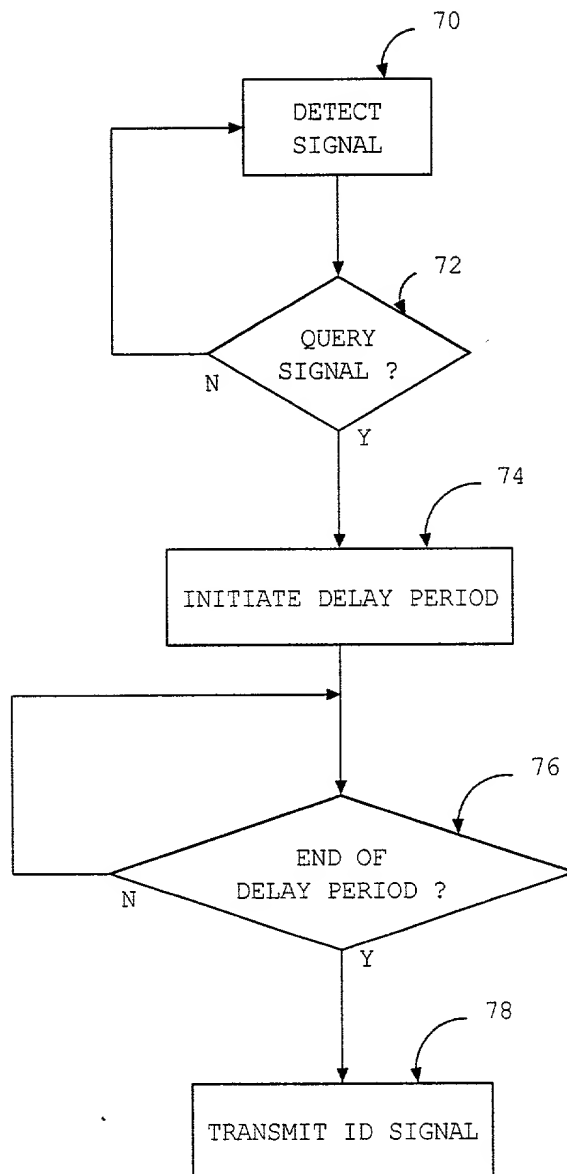 70
DETECT
SIGNAL
72
QUERY
SIGNAL ?
N
Y
74
INITIATE DELAY PERIOD
76
END OF
DELAY PERIOD ?
N
Y
78
TRANSMIT ID SIGNAL